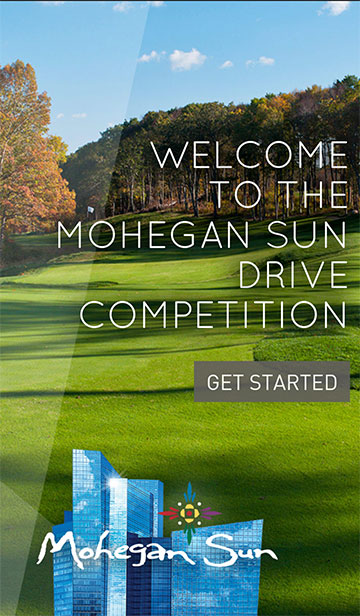 WELCOME
TO THE
MOHEGAN SUN
DRIVE
COMPETITION
GET STARTED
Mohegan Sun